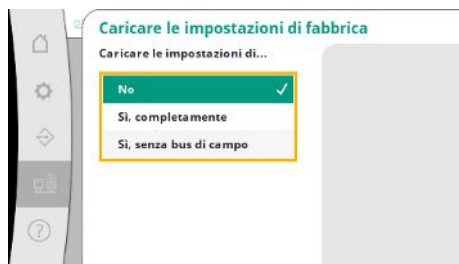 Caricare le impostazioni di fabbrica
Caricare le impostazioni di...
No
Sì, completamente
Sì, senza bus di campo